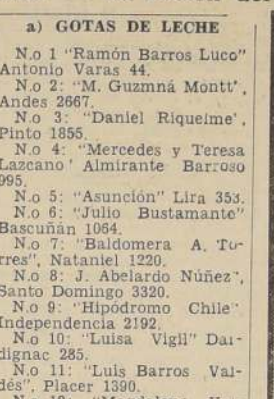 a) GOTAS DE LECHE
N.o 1 "Ramón Barros Luco"
Antonio Varas 44.
N.o 2: "M. Guzmná Montt',
Andes 2667.
N.o 3: "Daniel Riqueime',
Pinto 1855.
N.o 4: "Mercedes y Teresa
Lazcano' Almirante Barroso
995.
N.o 5: "Asunción" Lira 353.
N.o 6: "Julio Bustamante"
Bascuñán 1064.
N.o 7: "Baldomera A. To-
rres", Nataniel 1220.
N.o 8: J. Abelardo Núñez",
Santo Domingo 3320.
N.o 9: "Hipódromo Chile"
Independencia 2192.
N.o 10: "Luisa Vigil" Dar-
dignac 285.
N.o 11: "Luis Barros Val-
dés", Placer 1390.